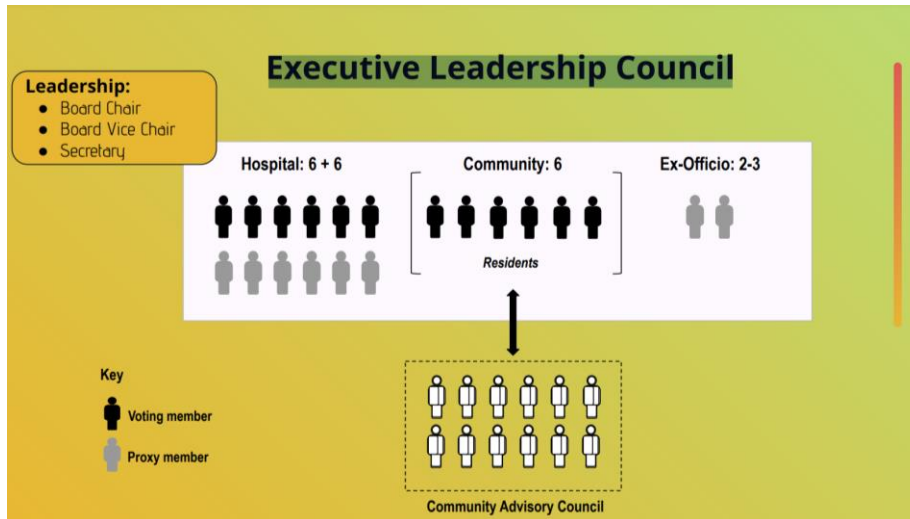 Executive Leadership Council
Leadership:
● Board Chair
● Board Vice Chair
● Secretary
Hospital: 6 + 6
Community: 6
Ex-Officio: 2-3
Residents
Key
Voting member
Proxy member
Community Advisory Council